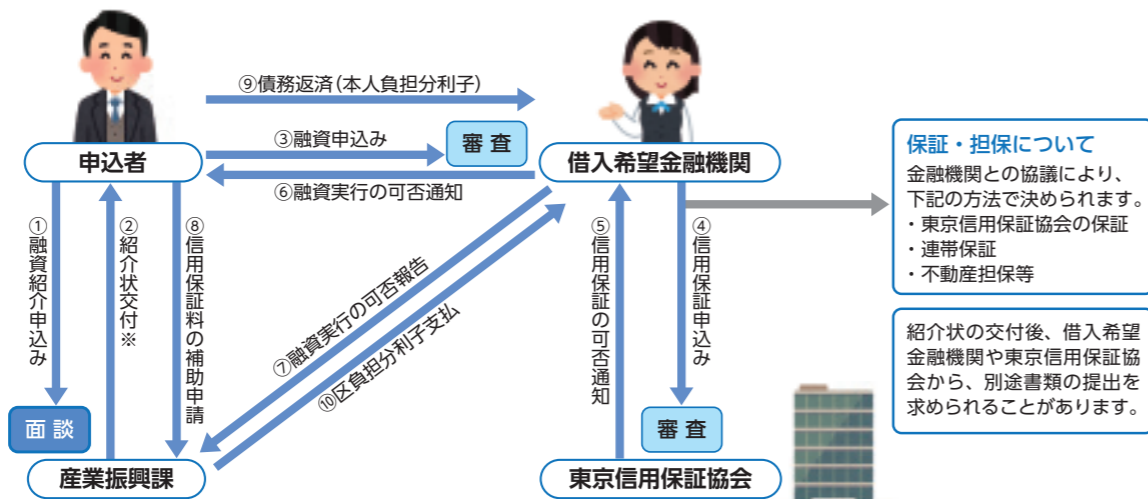 ⑨債務返済(本人負担分利子)
③融資申込み
審査
申込者
借入希望金融機関
⑥融資実行の可否通知
①融資紹介申込み
②紹介状交付※
⑧信用保証料の補助申請
⑦融資実行の可否報告
⑩区負担分利子支払
⑤信用保証の可否通知
④信用保証申込み
面談
審査
産業振興課
東京信用保証協会
保証・担保について
金融機関との協議により、
下記の方法で決められます。
・東京信用保証協会の保証
・連帯保証
・不動産担保等
紹介状の交付後、借入希望
金融機関や東京信用保証協
会から、別途書類の提出を
求められることがあります。